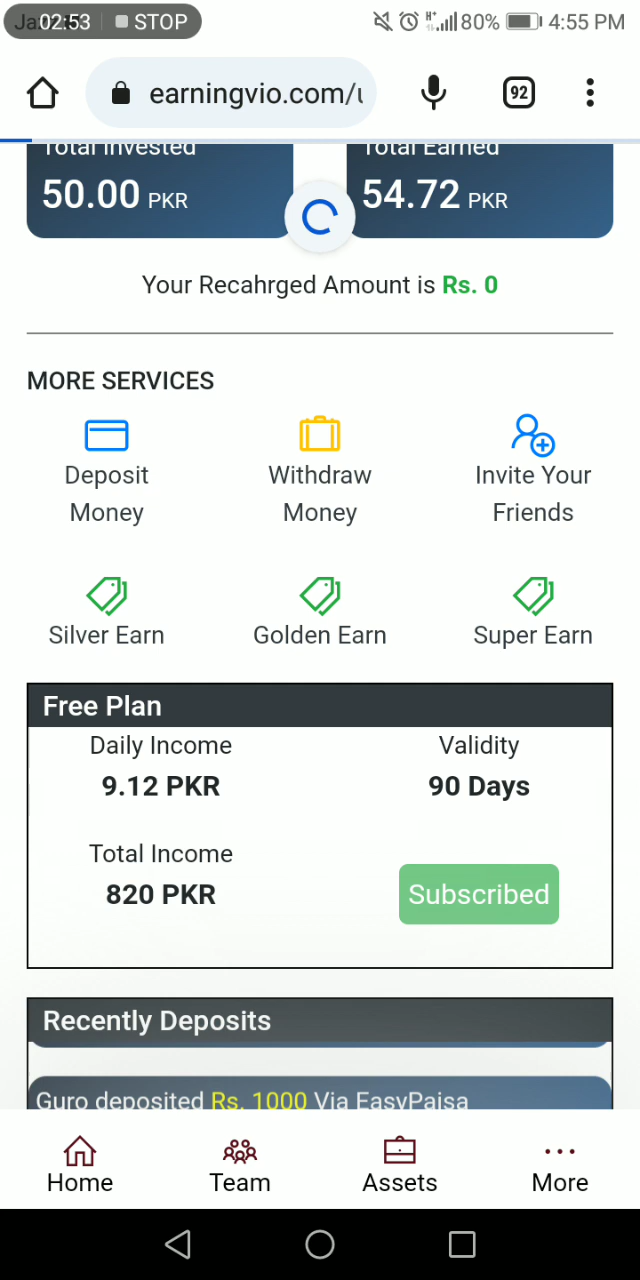 02:53 STOP 80% 4:55 PM
earningvio.com/u 92
Total Invested Total Earned
50.00 PKR 54.72 PKR
Your Recahrged Amount is Rs. 0
MORE SERVICES
Deposit Money
Withdraw Money
Invite Your Friends
Silver Earn Golden Earn Super Earn
Free Plan
Daily Income Validity
9.12 PKR 90 Days
Total Income
820 PKR Subscribed
Recently Deposits
Guro deposited Rs. 1000 Via EasyPaisa
Home Team Assets More